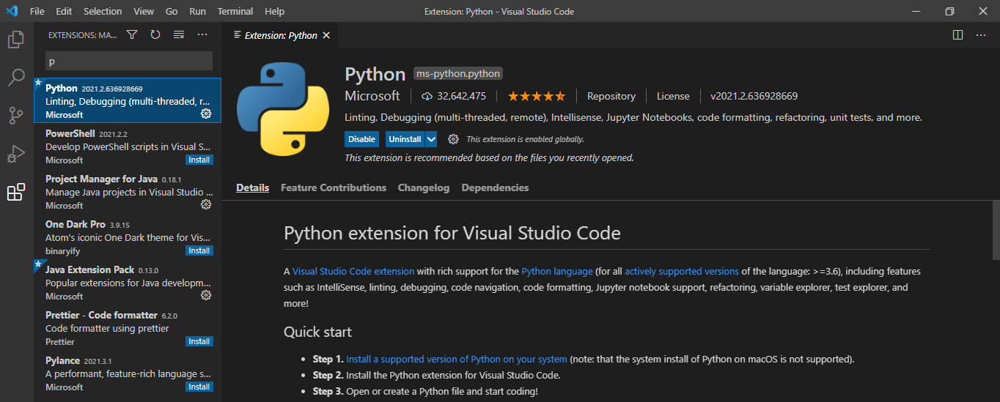 File Edit Selection View Go Run Terminal Help
Extension: Python - Visual Studio Code
EXTENSIONS: MA...
p
Python 2021.2.636928669
Linting, Debugging (multi-threaded, r...
Microsoft
PowerShell 2021.2.2
Develop PowerShell scripts in Visual S...
Microsoft Install
Project Manager for Java 0.18.1
Manage Java projects in Visual Studio ...
Microsoft
One Dark Pro 3.9.15
Atom's iconic One Dark theme for Vis...
binaryify Install
Java Extension Pack 0.13.0
Popular extensions for Java developm...
Microsoft
Prettier - Code formatter 6.2.0
Code formatter using prettier
Prettier Install
Pylance 2021.3.1
A performant, feature-rich language s...
Microsoft Install
Extension: Python
Python ms-python.python
Microsoft 32,642,475 Repository License v2021.2.636928669
Linting, Debugging (multi-threaded, remote), Intellisense, Jupyter Notebooks, code formatting, refactoring, unit tests, and more.
Disable Uninstall This extension is enabled globally.
This extension is recommended based on the files you recently opened.
Details Feature Contributions Changelog Dependencies
Python extension for Visual Studio Code
A Visual Studio Code extension with rich support for the Python language (for all actively supported versions of the language: >=3.6), including features
such as IntelliSense, linting, debugging, code navigation, code formatting, Jupyter notebook support, refactoring, variable explorer, test explorer, and
more!
Quick start
• Step 1. Install a supported version of Python on your system (note: that the system install of Python on macOS is not supported).
• Step 2. Install the Python extension for Visual Studio Code.
• Step 3. Open or create a Python file and start coding!